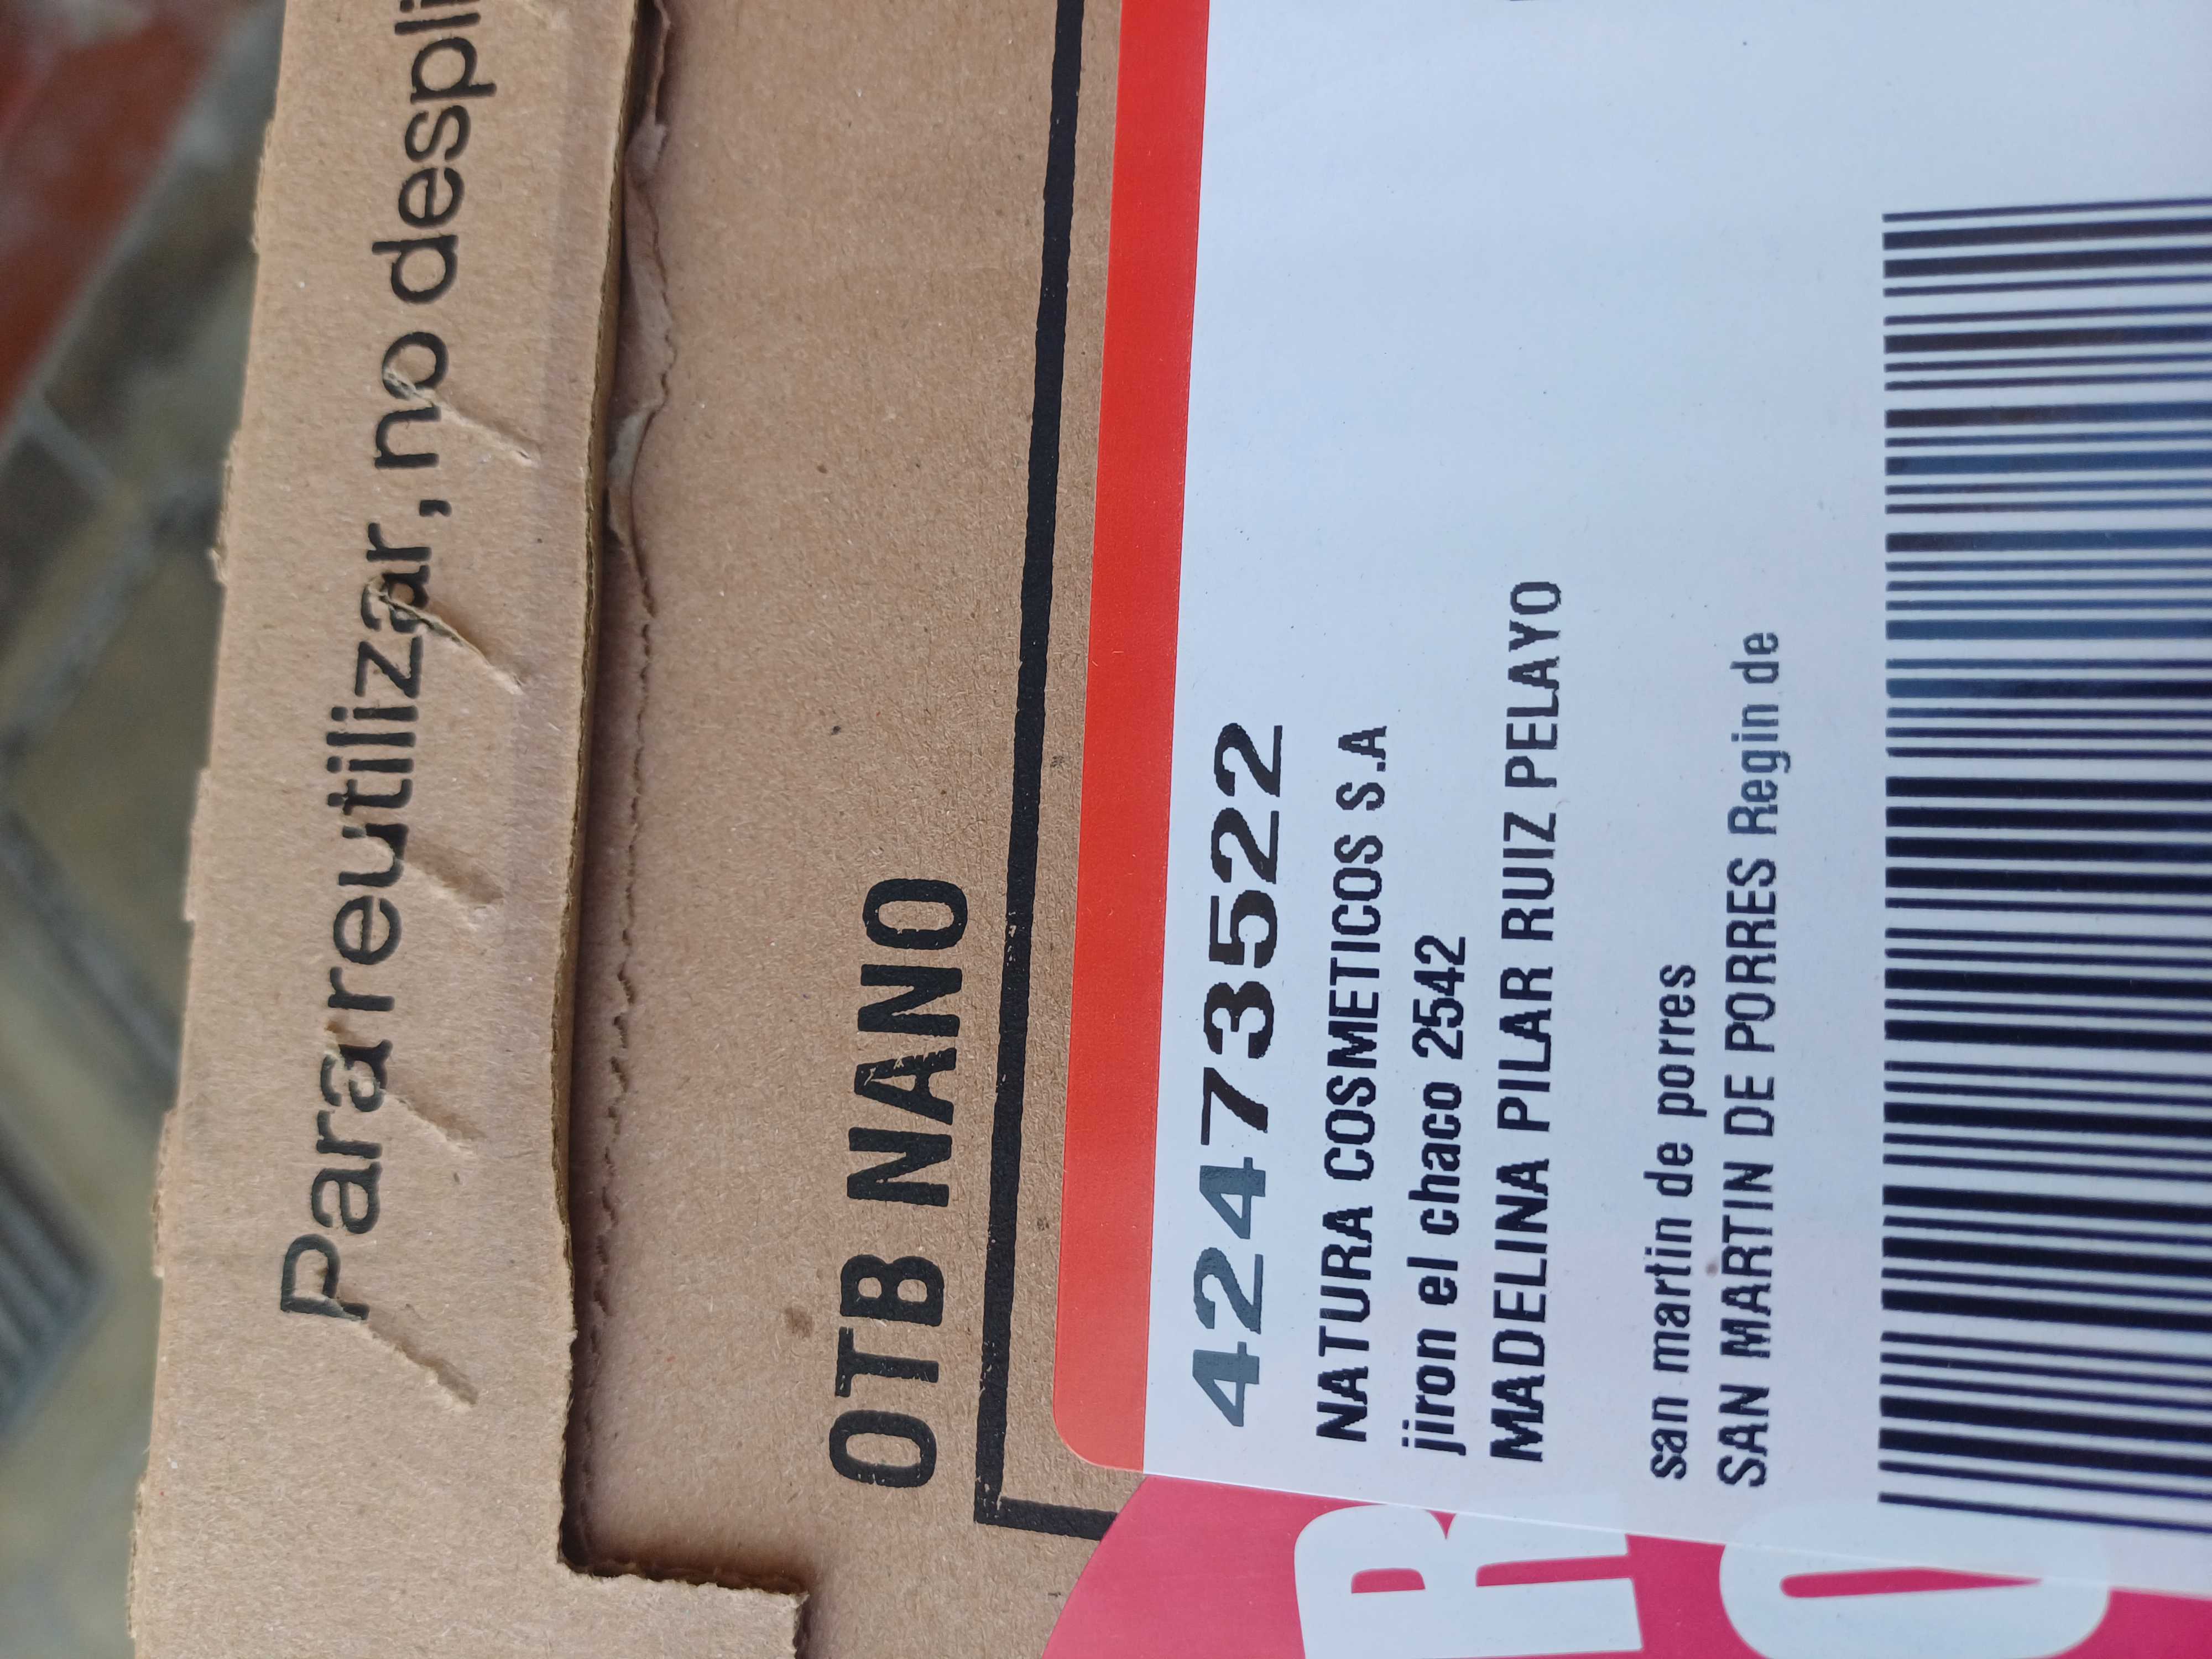 Para reutilizar, no despli
OTB NANO
42473522
NATURA COSMETICOS S.A
jiron el chaco 2542
MADELINA PILAR RUIZ PELAYO
san martin de porres
SAN MARTIN DE PORRES Regin de
R